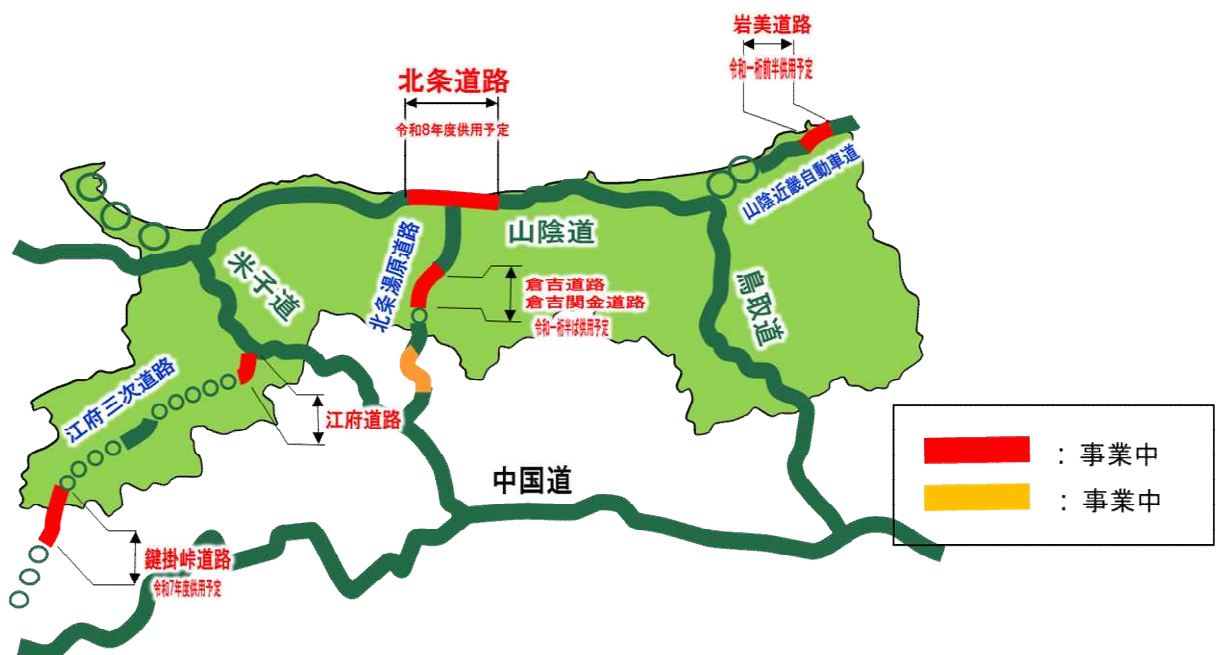 岩美道路
令和一桁前半供用予定
北条道路
令和8年度供用予定
山陰近畿自動車道
山陰道
米子道
北条湯原道路
倉吉道路
倉吉関金道路
令和一桁半ば供用予定
鳥取道
江府三次道路
江府道路
中国道
鍵掛峠道路
令和7年度供用予定
：事業中
：事業中